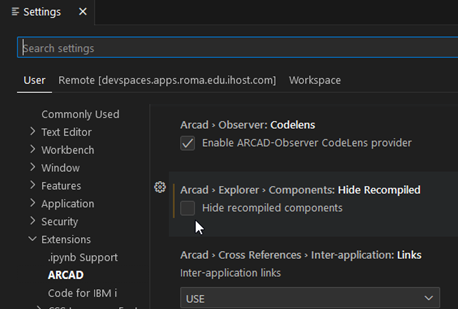 Settings
Search settings
User Remote [devspaces.apps.roma.edu.ihost.com] Workspace
Commonly Used
Text Editor
Workbench
Window
Features
Application
Security
Extensions
.ipynb Support
ARCAD
Code for IBM i
Arcad › Observer: Codelens
Enable ARCAD-Observer CodeLens provider
Arcad › Explorer › Components: Hide Recompiled
Hide recompiled components
Arcad › Cross References › Inter-application: Links
Inter-application links
USE